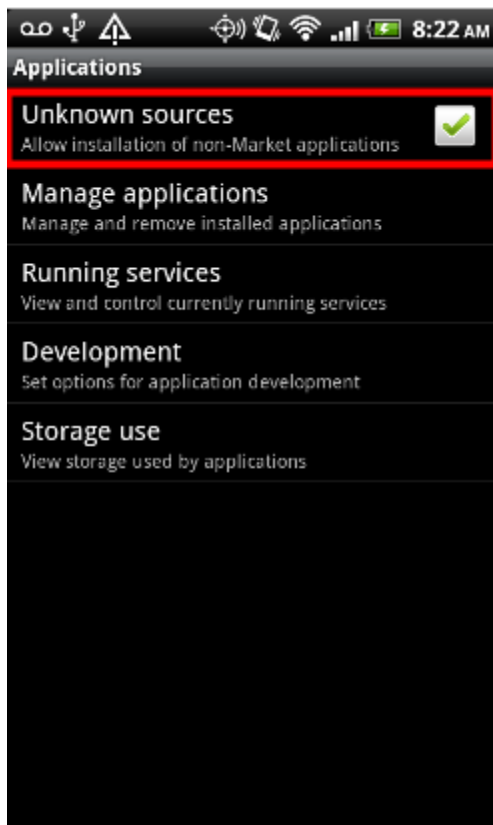 8:22 AM
Applications
Unknown sources
Allow installation of non-Market applications
Manage applications
Manage and remove installed applications
Running services
View and control currently running services
Development
Set options for application development
Storage use
View storage used by applications